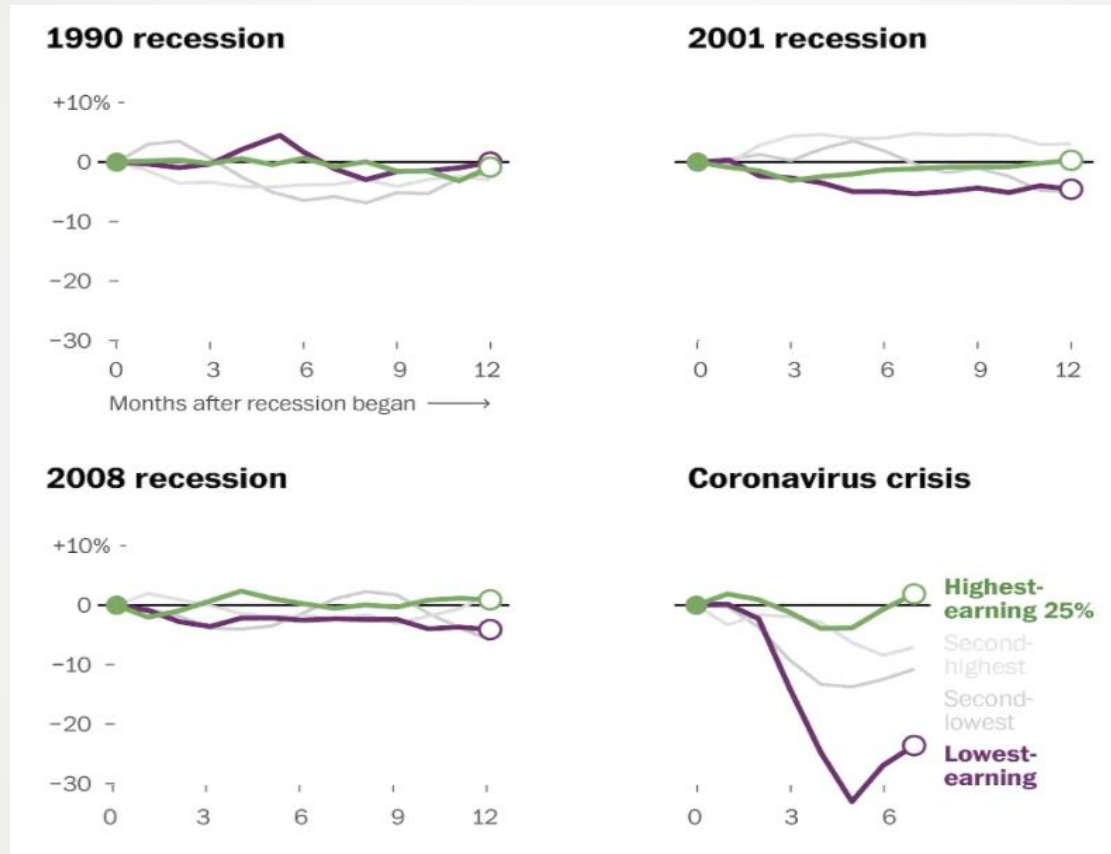 1990 recession
+10%
0
−10
−20
−30
0 3 6 9 12
Months after recession began
2001 recession
0 3 6 9 12
2008 recession
+10%
0
−10
−20
−30
0 3 6 9 12
Coronavirus crisis
Highest-
earning 25%
Second-
highest
Second-
lowest
Lowest-
earning
0 3 6